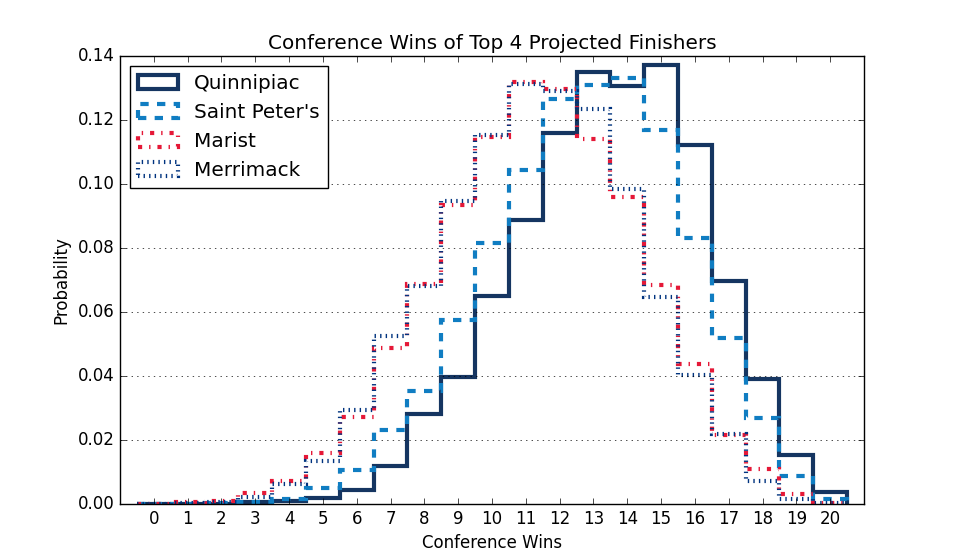 Conference Wins of Top 4 Projected Finishers
Quinnipiac
Saint Peter's
Marist
Merrimack
0.14
0.12
0.10
0.08
0.06
0.04
0.02
0.00
Probability
0 1 2 3 4 5 6 7 8 9 10 11 12 13 14 15 16 17 18 19 20
Conference Wins